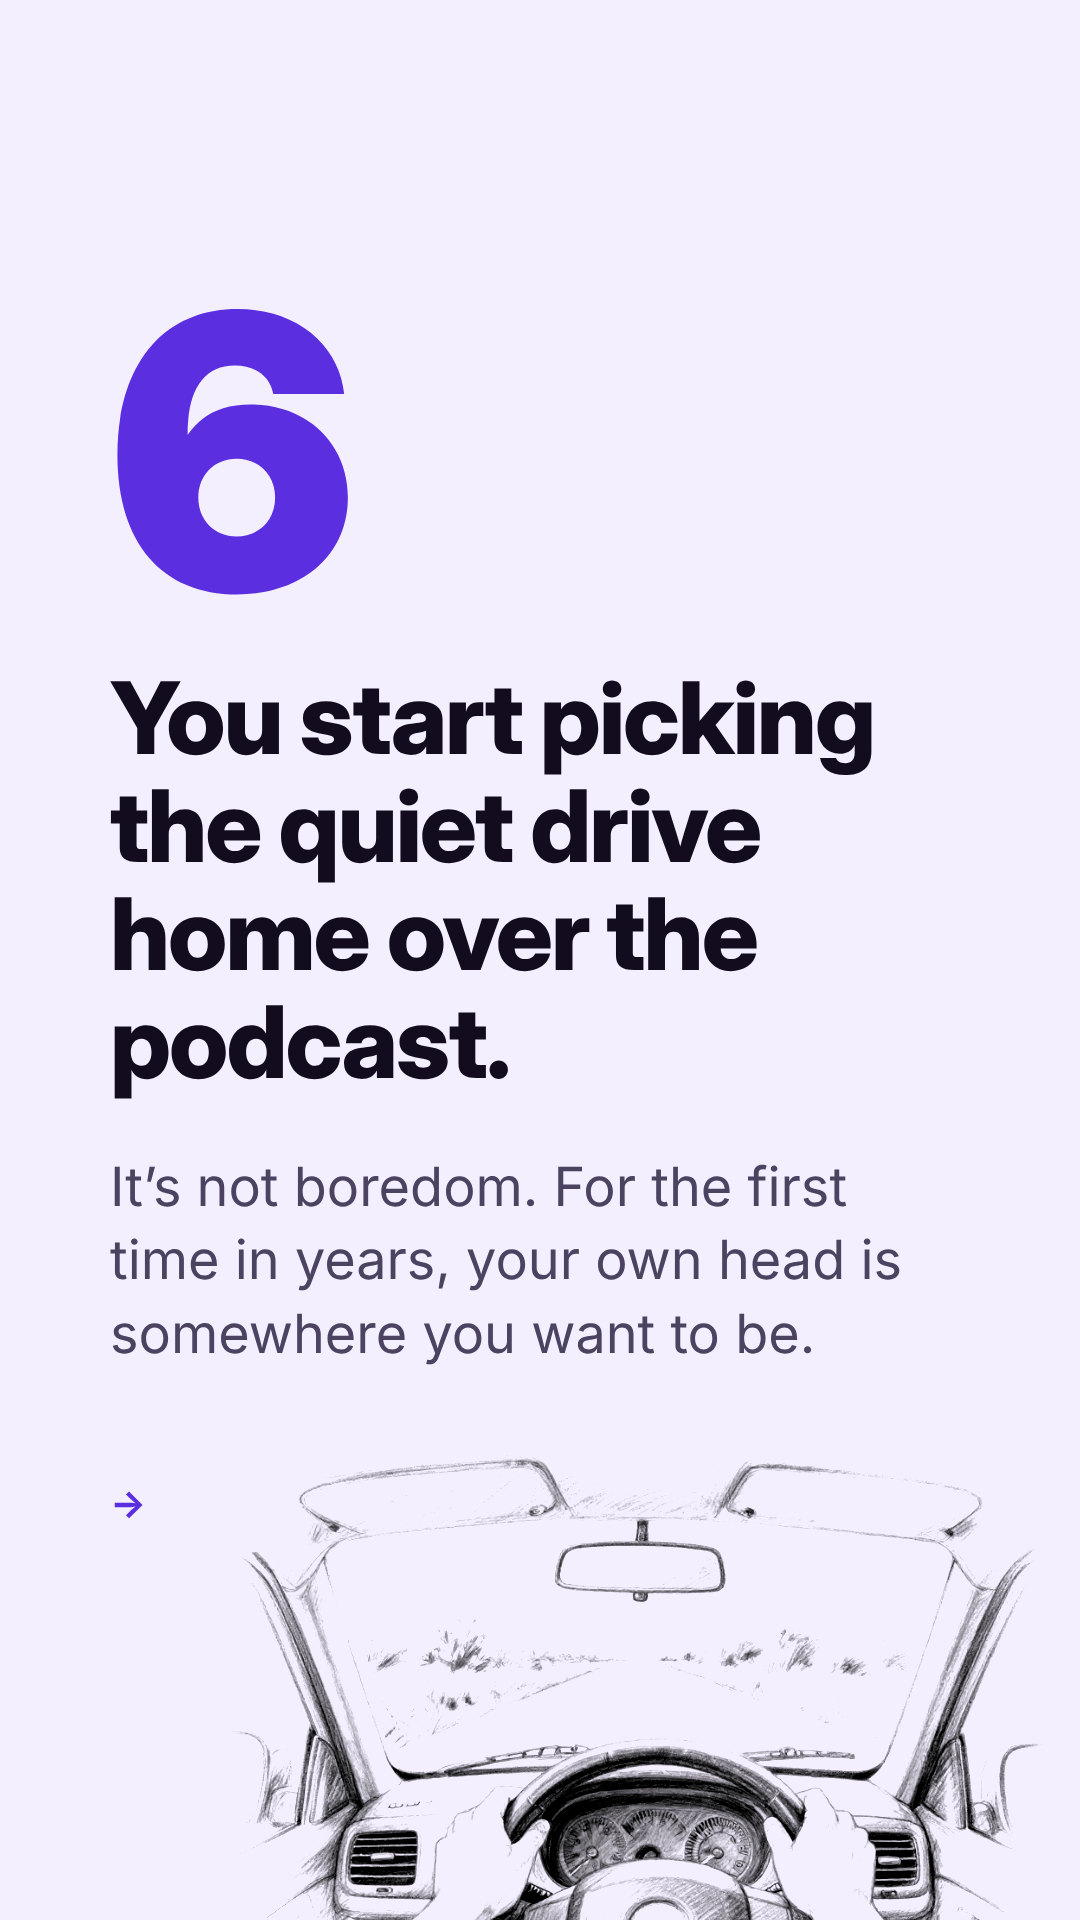 6
You start picking
the quiet drive
home over the
podcast.
It’s not boredom. For the first
time in years, your own head is
somewhere you want to be.
→